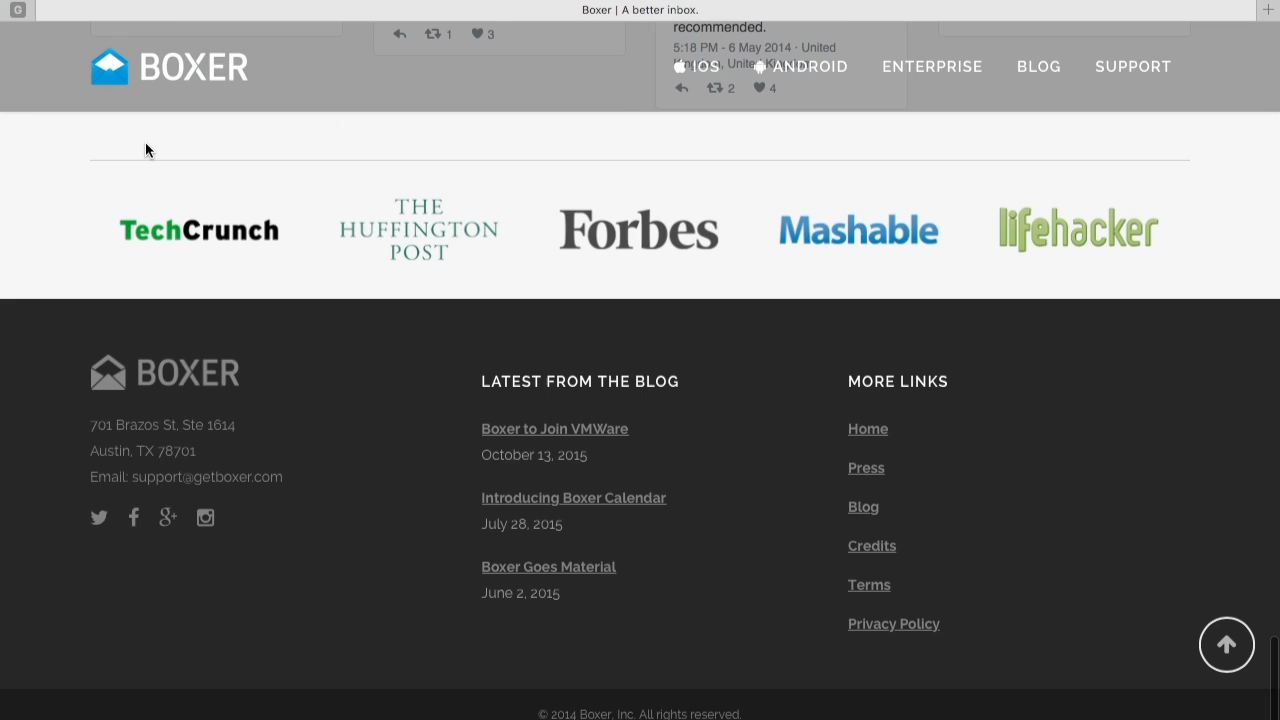 G
Boxer | A better inbox.
recommended.
1
3
5:18 PM - 6 May 2014 · United
2
4
BOXER
IOS
ANDROID
ENTERPRISE
BLOG
SUPPORT
TechCrunch
THE
HUFFINGTON
POST
Forbes
Mashable
lifehacker
BOXER
701 Brazos St, Ste 1614
Austin, TX 78701
Email: support@getboxer.com
LATEST FROM THE BLOG
Boxer to Join VMWare
October 13, 2015
Introducing Boxer Calendar
July 28, 2015
Boxer Goes Material
June 2, 2015
MORE LINKS
Home
Press
Blog
Credits
Terms
Privacy Policy
© 2014 Boxer, Inc. All rights reserved.